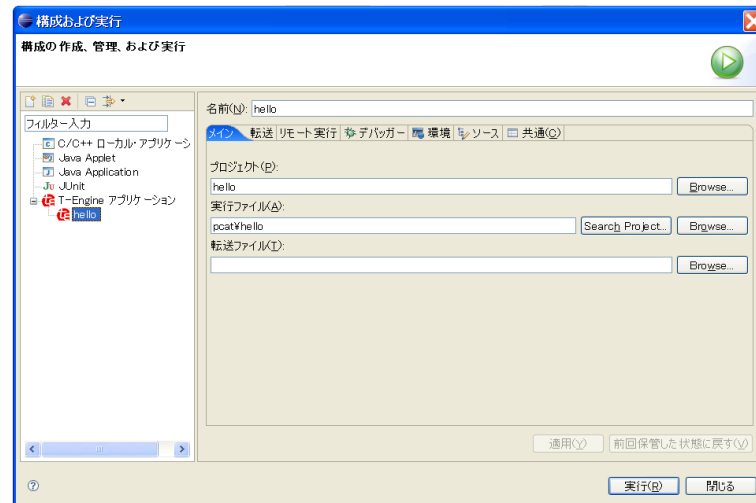 構成および実行
構成の作成、管理、および実行
フィルター入力
C/C++ ローカル・アプリケーシ
Java Applet
Java Application
JUnit
T-Engine アプリケーション
hello
名前(N): hello
メイン 転送 リモート実行 デバッガー 環境 ソース 共通(C)
プロジェクト(P):
hello Browse...
実行ファイル(A):
pcat¥hello Search Project... Browse...
転送ファイル(T):
Browse...
適用(Y) 前回保管した状態に戻す(V)
実行(R) 閉じる